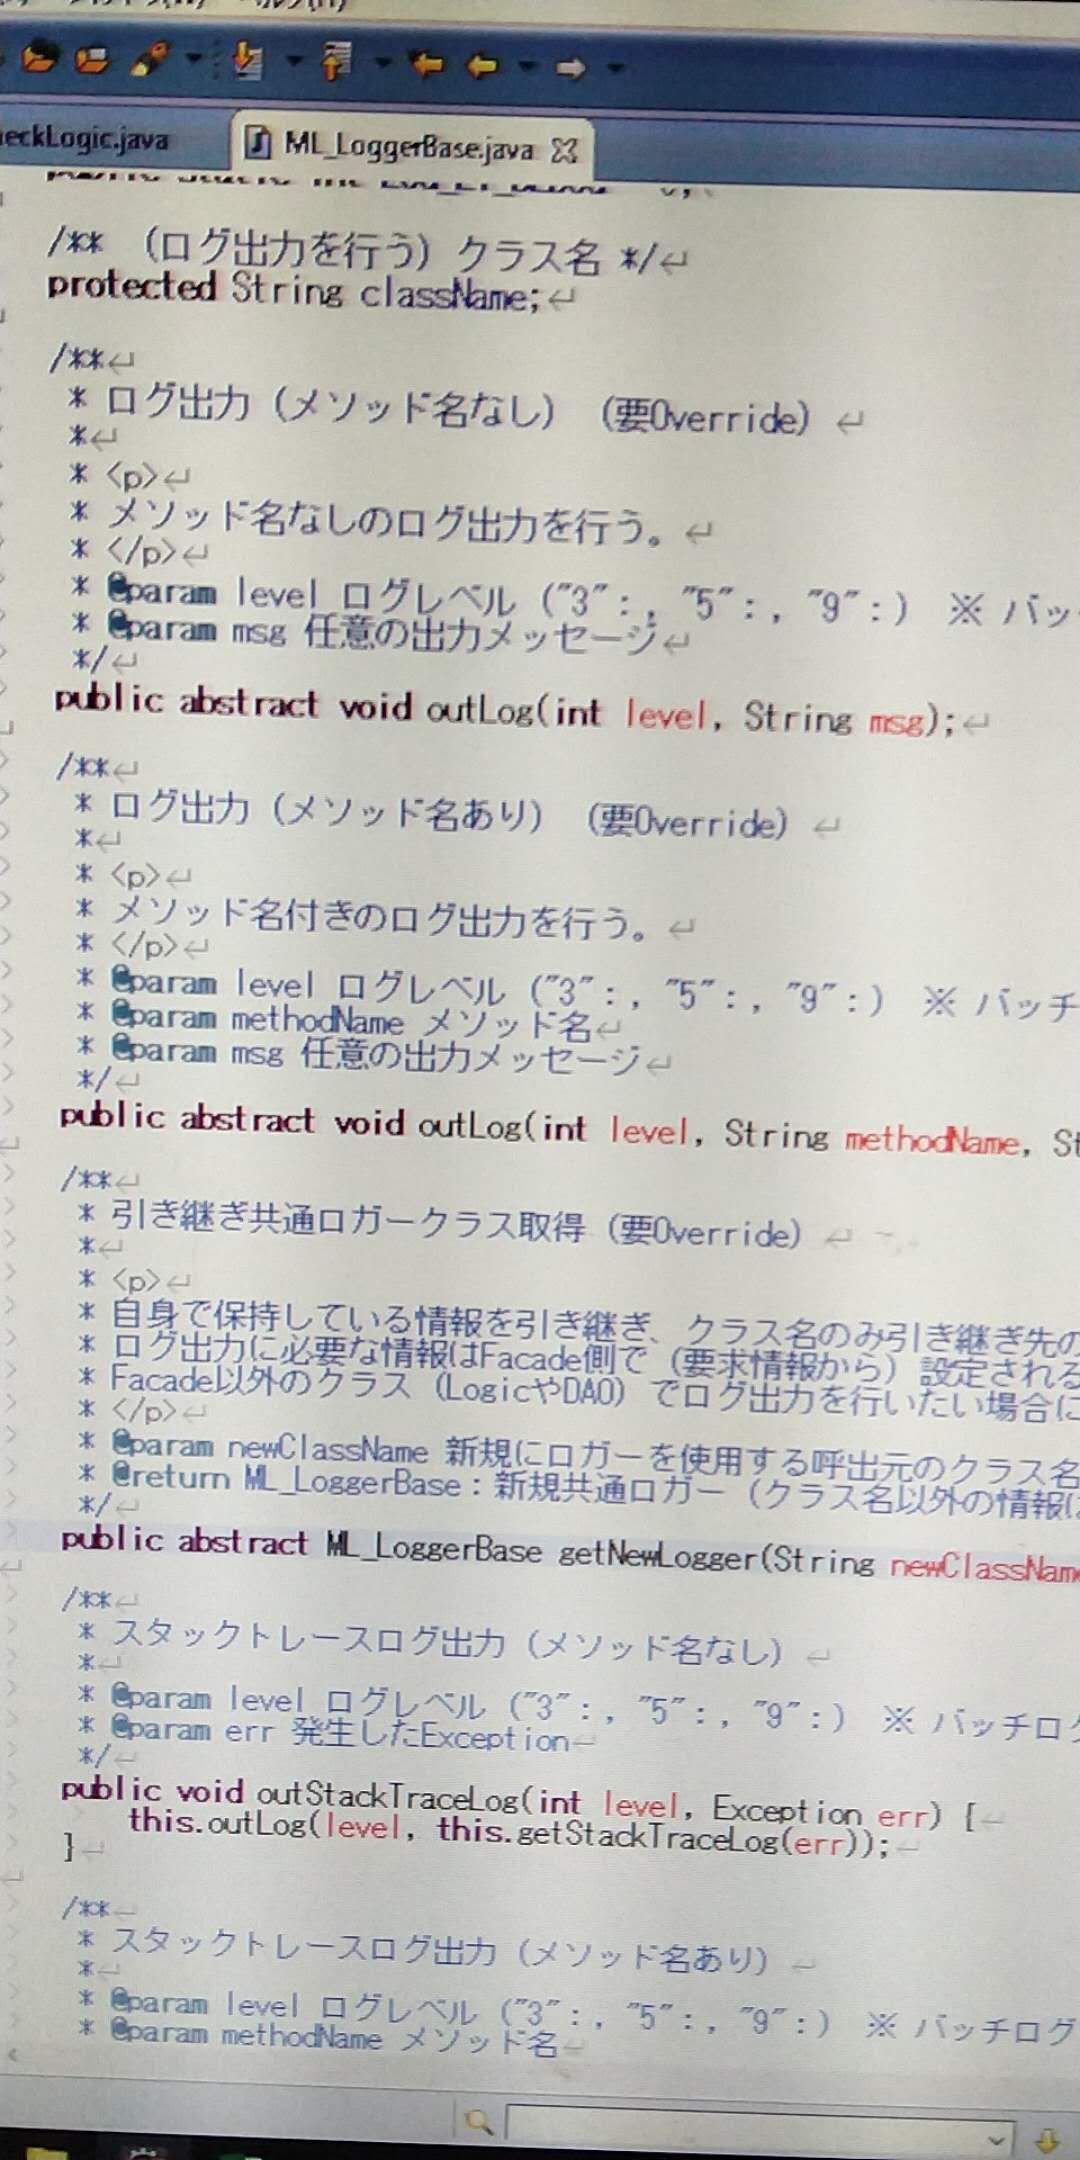 eckLogic.java
ML_LoggerBase.java
/** （ログ出力を行う）クラス名 */
protected String className;
/**
* ログ出力（メソッド名なし）（要Override）
*
* <p>
* メソッド名なしのログ出力を行う。
* </p>
* @param level ログレベル（"3":, "5":, "9":） ※ バッ
* @param msg 任意の出力メッセージ
*/
public abstract void outLog(int level, String msg);
/**
* ログ出力（メソッド名あり）（要Override）
*
* <p>
* メソッド名付きのログ出力を行う。
* </p>
* @param level ログレベル（"3":, "5":, "9":） ※ バッチ
* @param methodName メソッド名
* @param msg 任意の出力メッセージ
*/
public abstract void outLog(int level, String methodName, St
/**
* 引き継ぎ共通ロガークラス取得（要Override）
*
* <p>
* 自身で保持している情報を引き継ぎ、クラス名のみ引き継ぎ先の
* ログ出力に必要な情報はFacade側で（要求情報から）設定される
* Facade以外のクラス（LogicやDAO）でログ出力を行いたい場合に
* </p>
* @param newClassName 新規にロガーを使用する呼出元のクラス名
* @return ML_LoggerBase：新規共通ロガー（クラス名以外の情報は
*/
public abstract ML_LoggerBase getNewLogger(String newClassName
/**
* スタックトレースログ出力（メソッド名なし）
*
* @param level ログレベル（"3":, "5":, "9":） ※ バッチログ
* @param err 発生したException
*/
public void outStackTraceLog(int level, Exception err) {
this.outLog(level, this.getStackTraceLog(err));
}
/**
* スタックトレースログ出力（メソッド名あり）
*
* @param level ログレベル（"3":, "5":, "9":） ※ バッチログ
* @param methodName メソッド名